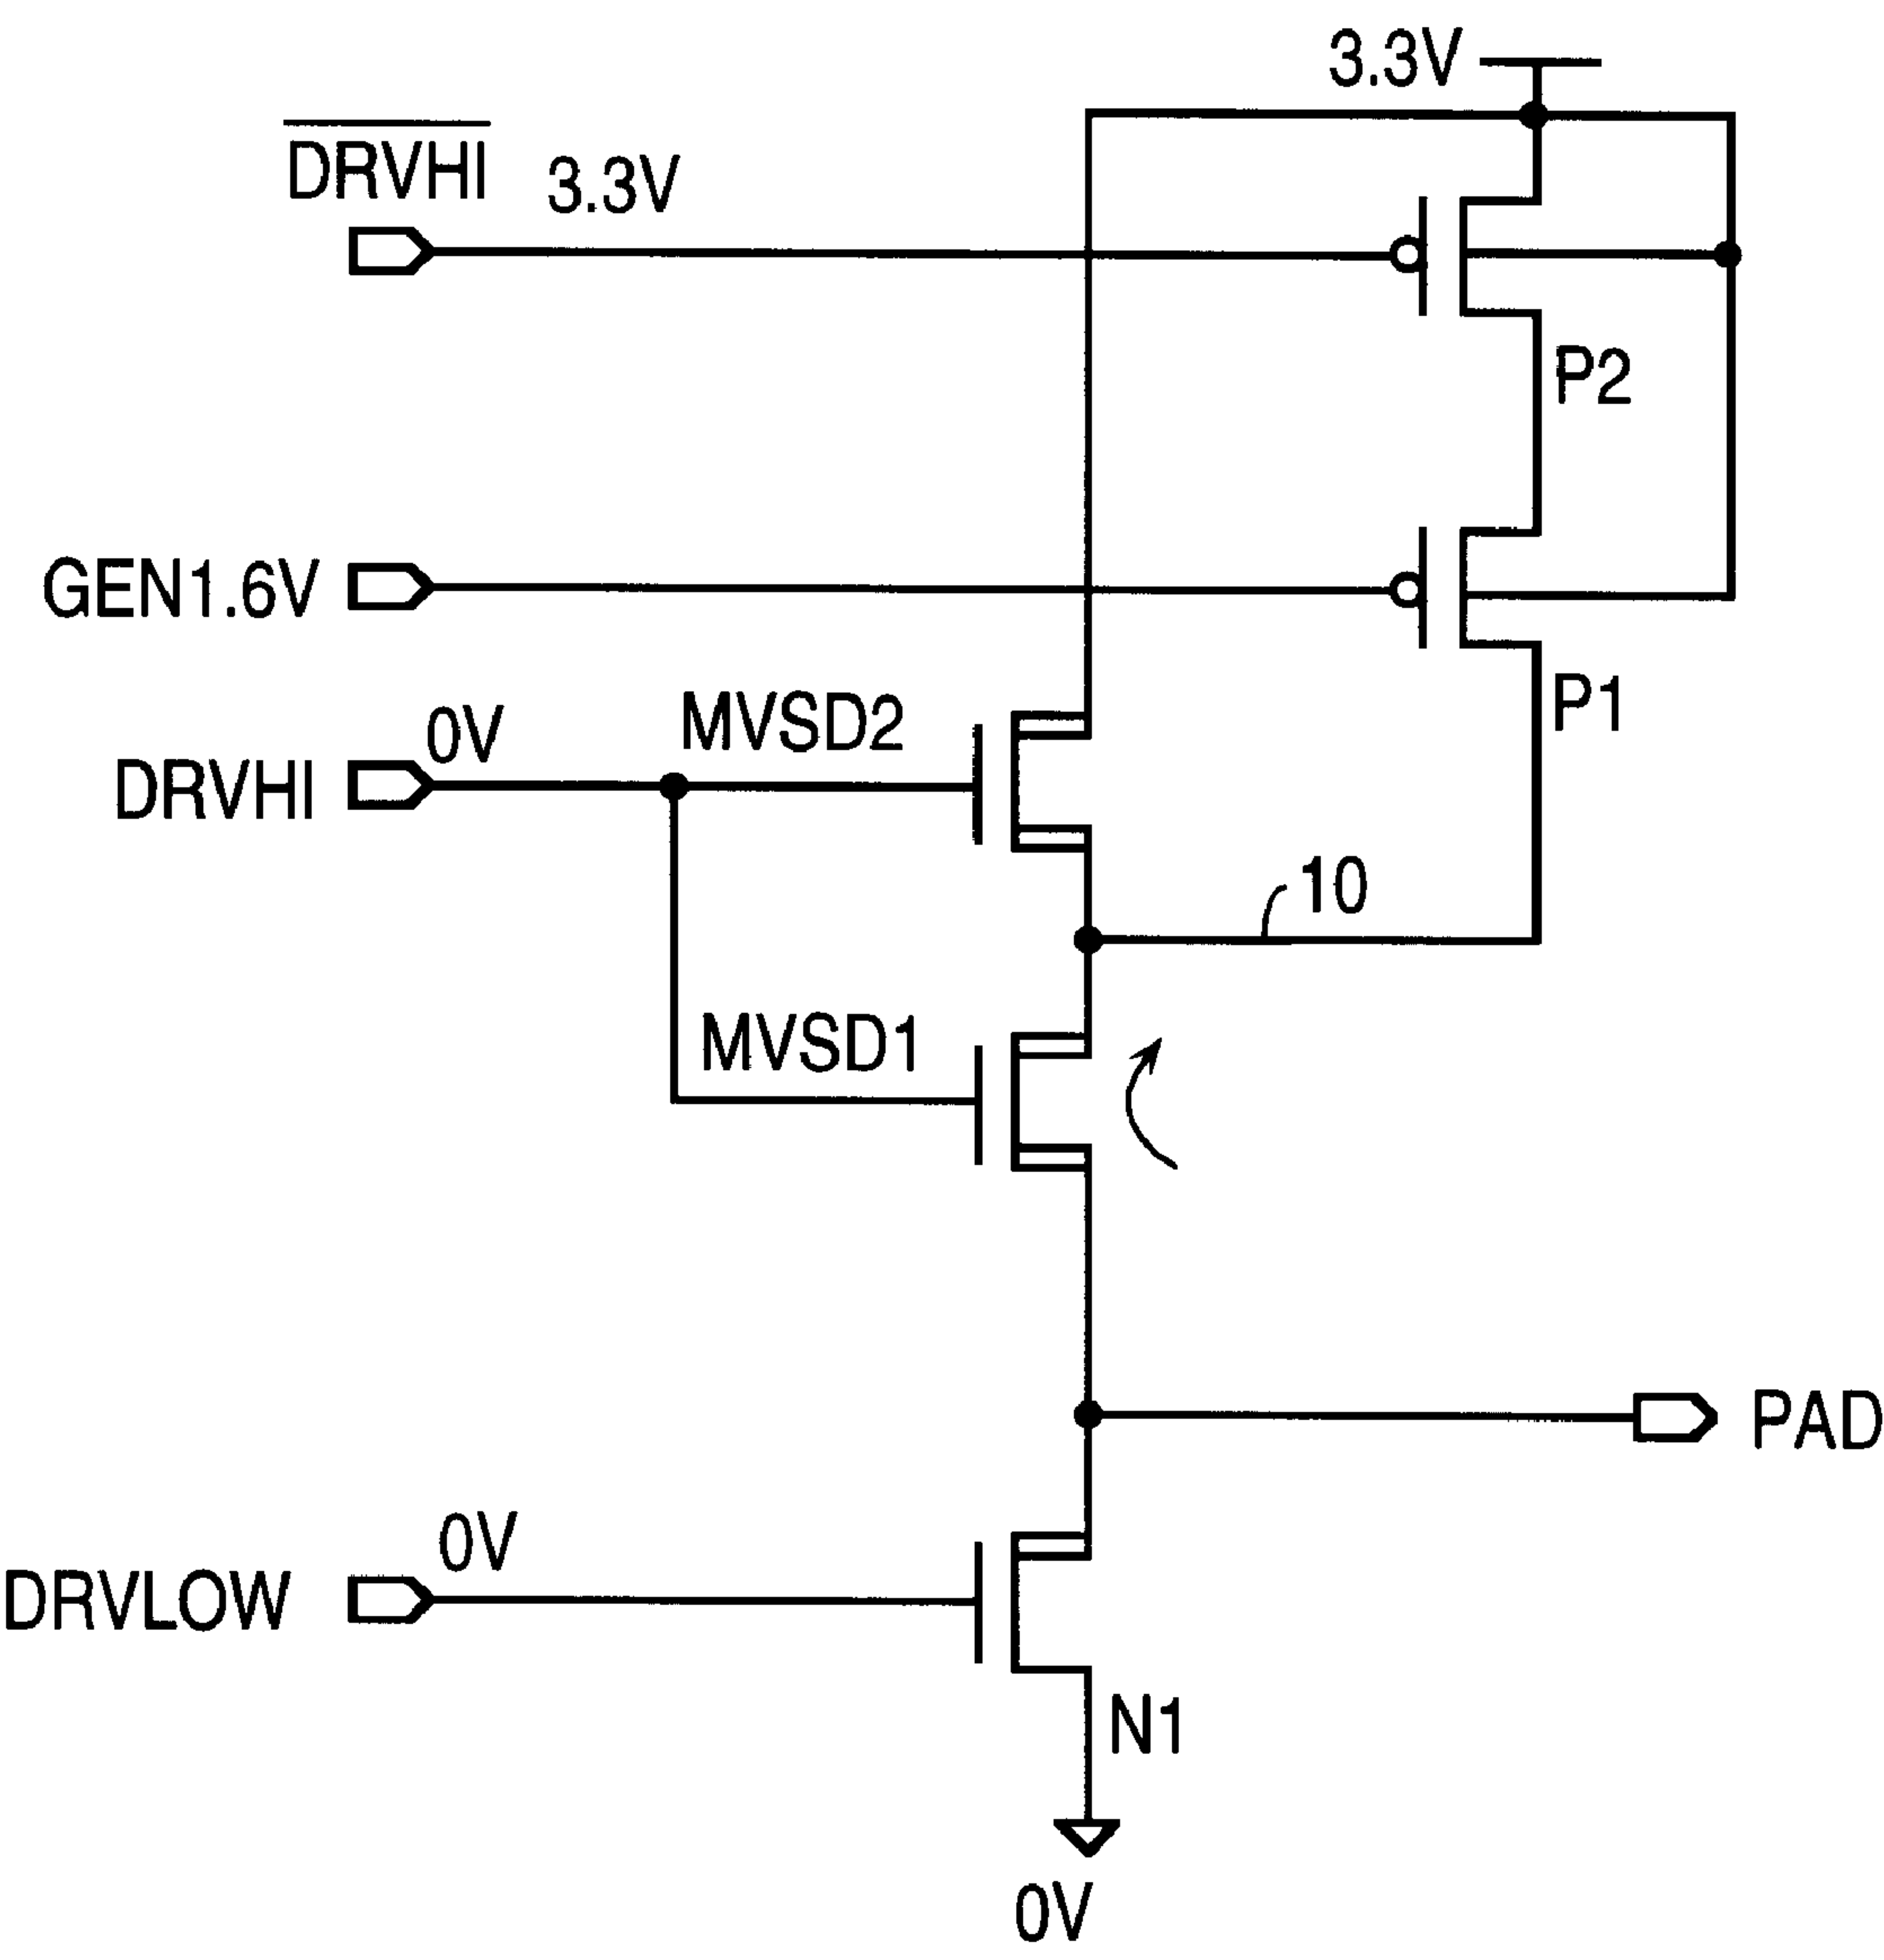 3.3V
DRVHI
3.3V
P2
GEN1.6V
P1
MVSD2
0V
DRVHI
10
MVSD1
PAD
0V
DRVLOW
N1
0V